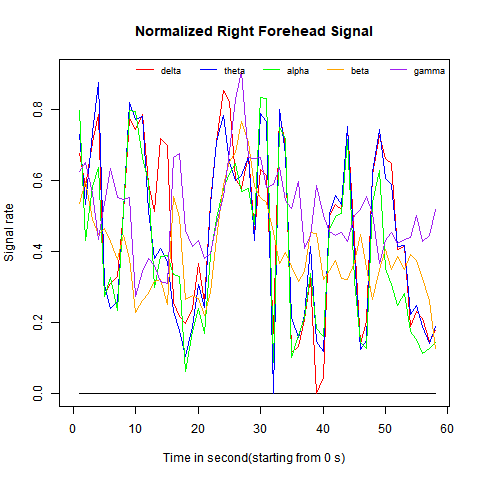 Normalized Right Forehead Signal
delta theta alpha beta gamma
Signal rate
0.0 0.2 0.4 0.6 0.8
0 10 20 30 40 50 60
Time in second(starting from 0 s)